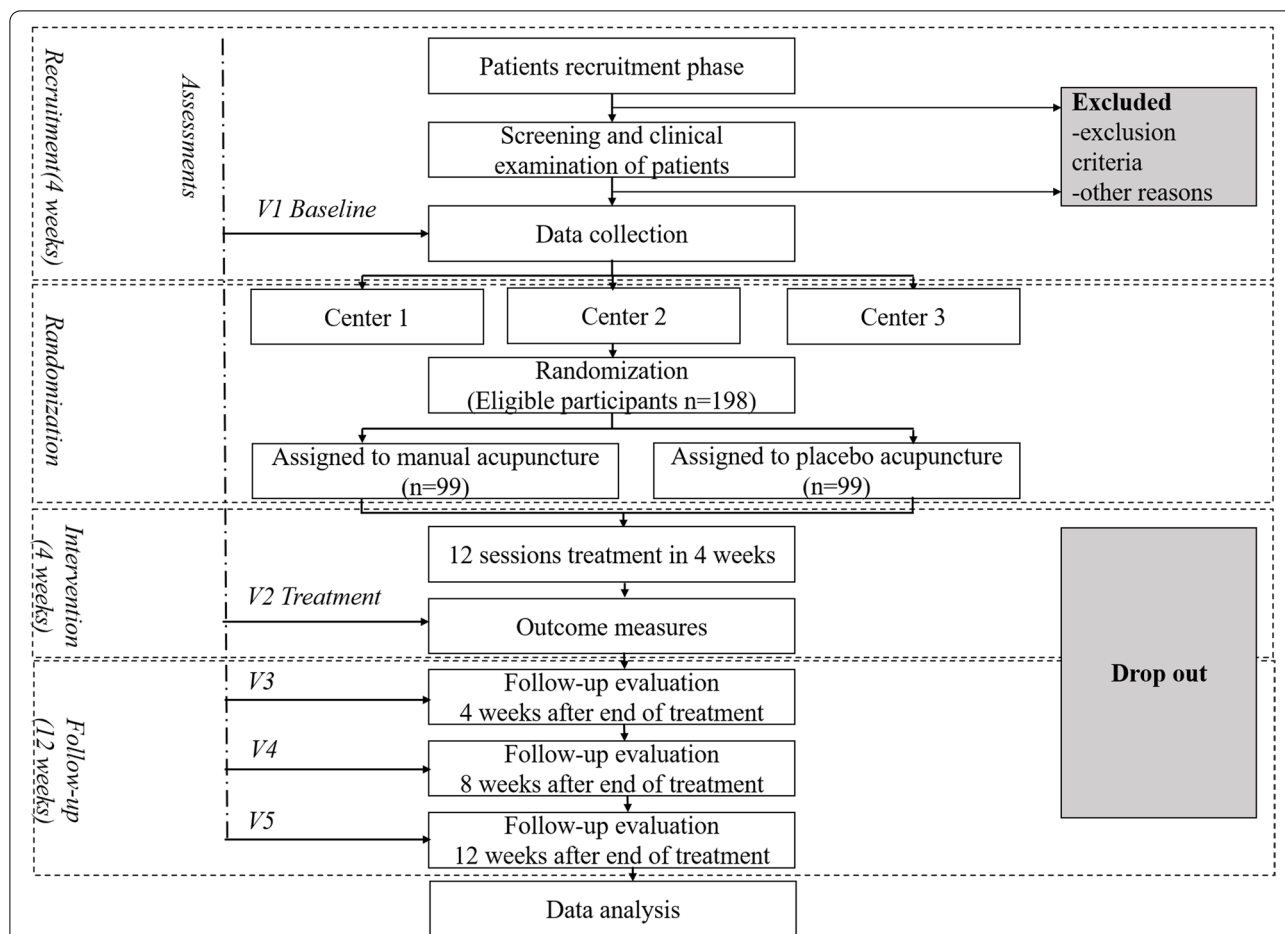 Recruitment(4 weeks)
Assessments
Patients recruitment phase
Excluded
-exclusion
criteria
-other reasons
Screening and clinical
examination of patients
V1 Baseline
Data collection
Randomization
Center 1
Center 2
Center 3
Randomization
(Eligible participants n=198)
Assigned to manual acupuncture
(n=99)
Assigned to placebo acupuncture
(n=99)
Intervention
(4 weeks)
12 sessions treatment in 4 weeks
V2 Treatment
Outcome measures
Drop out
Follow-up
(12 weeks)
V3
Follow-up evaluation
4 weeks after end of treatment
V4
Follow-up evaluation
8 weeks after end of treatment
V5
Follow-up evaluation
12 weeks after end of treatment
Data analysis